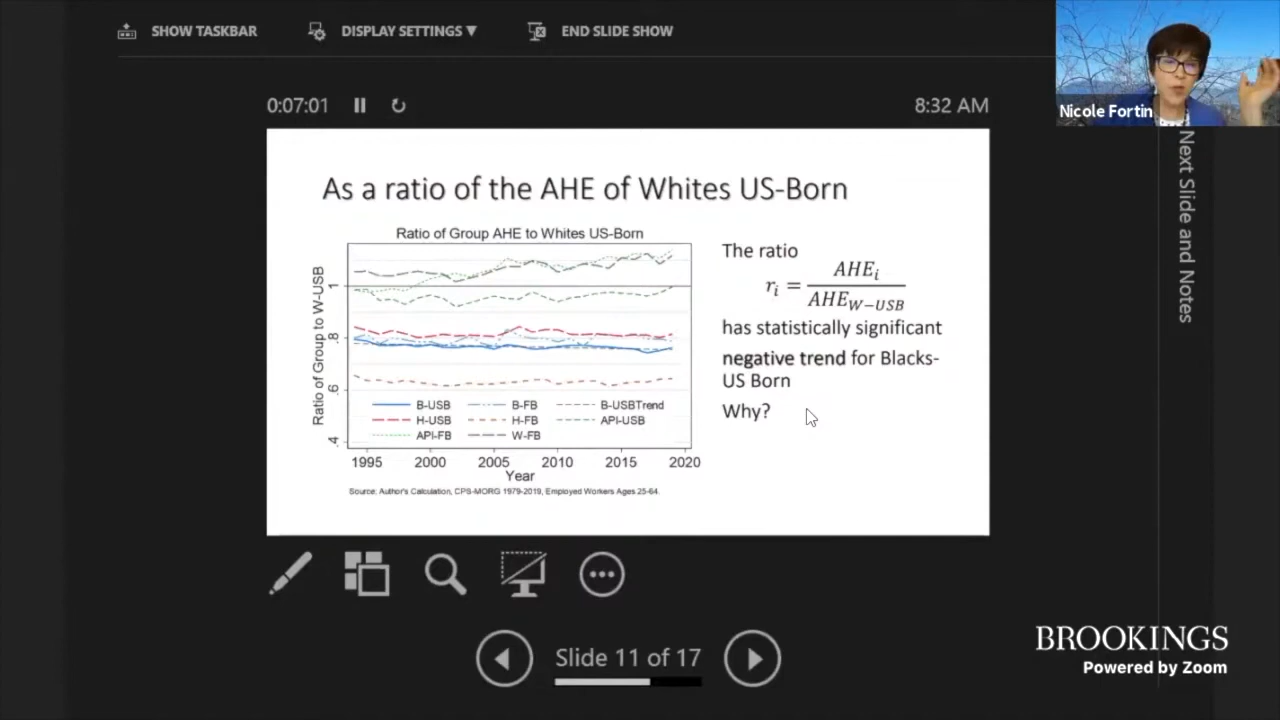 SHOW TASKBAR
DISPLAY SETTINGS ▼
END SLIDE SHOW
0:07:01
8:32 AM
Nicole Fortin
Next Slide and Notes
As a ratio of the AHE of Whites US-Born
Ratio of Group AHE to Whites US-Born
Ratio of Group to W-USB
1
.8
.6
.4
B-USB B-FB B-USBTrend
H-USB H-FB API-USB
API-FB W-FB
1995 2000 2005 2010 2015 2020
Year
Source: Author's Calculation, CPS-MORG 1979-2019, Employed Workers Ages 25-64.
The ratio
r_i = AHE_i / AHE_{W−USB}
has statistically significant
negative trend for Blacks-
US Born
Why?
Slide 11 of 17
BROOKINGS
Powered by Zoom